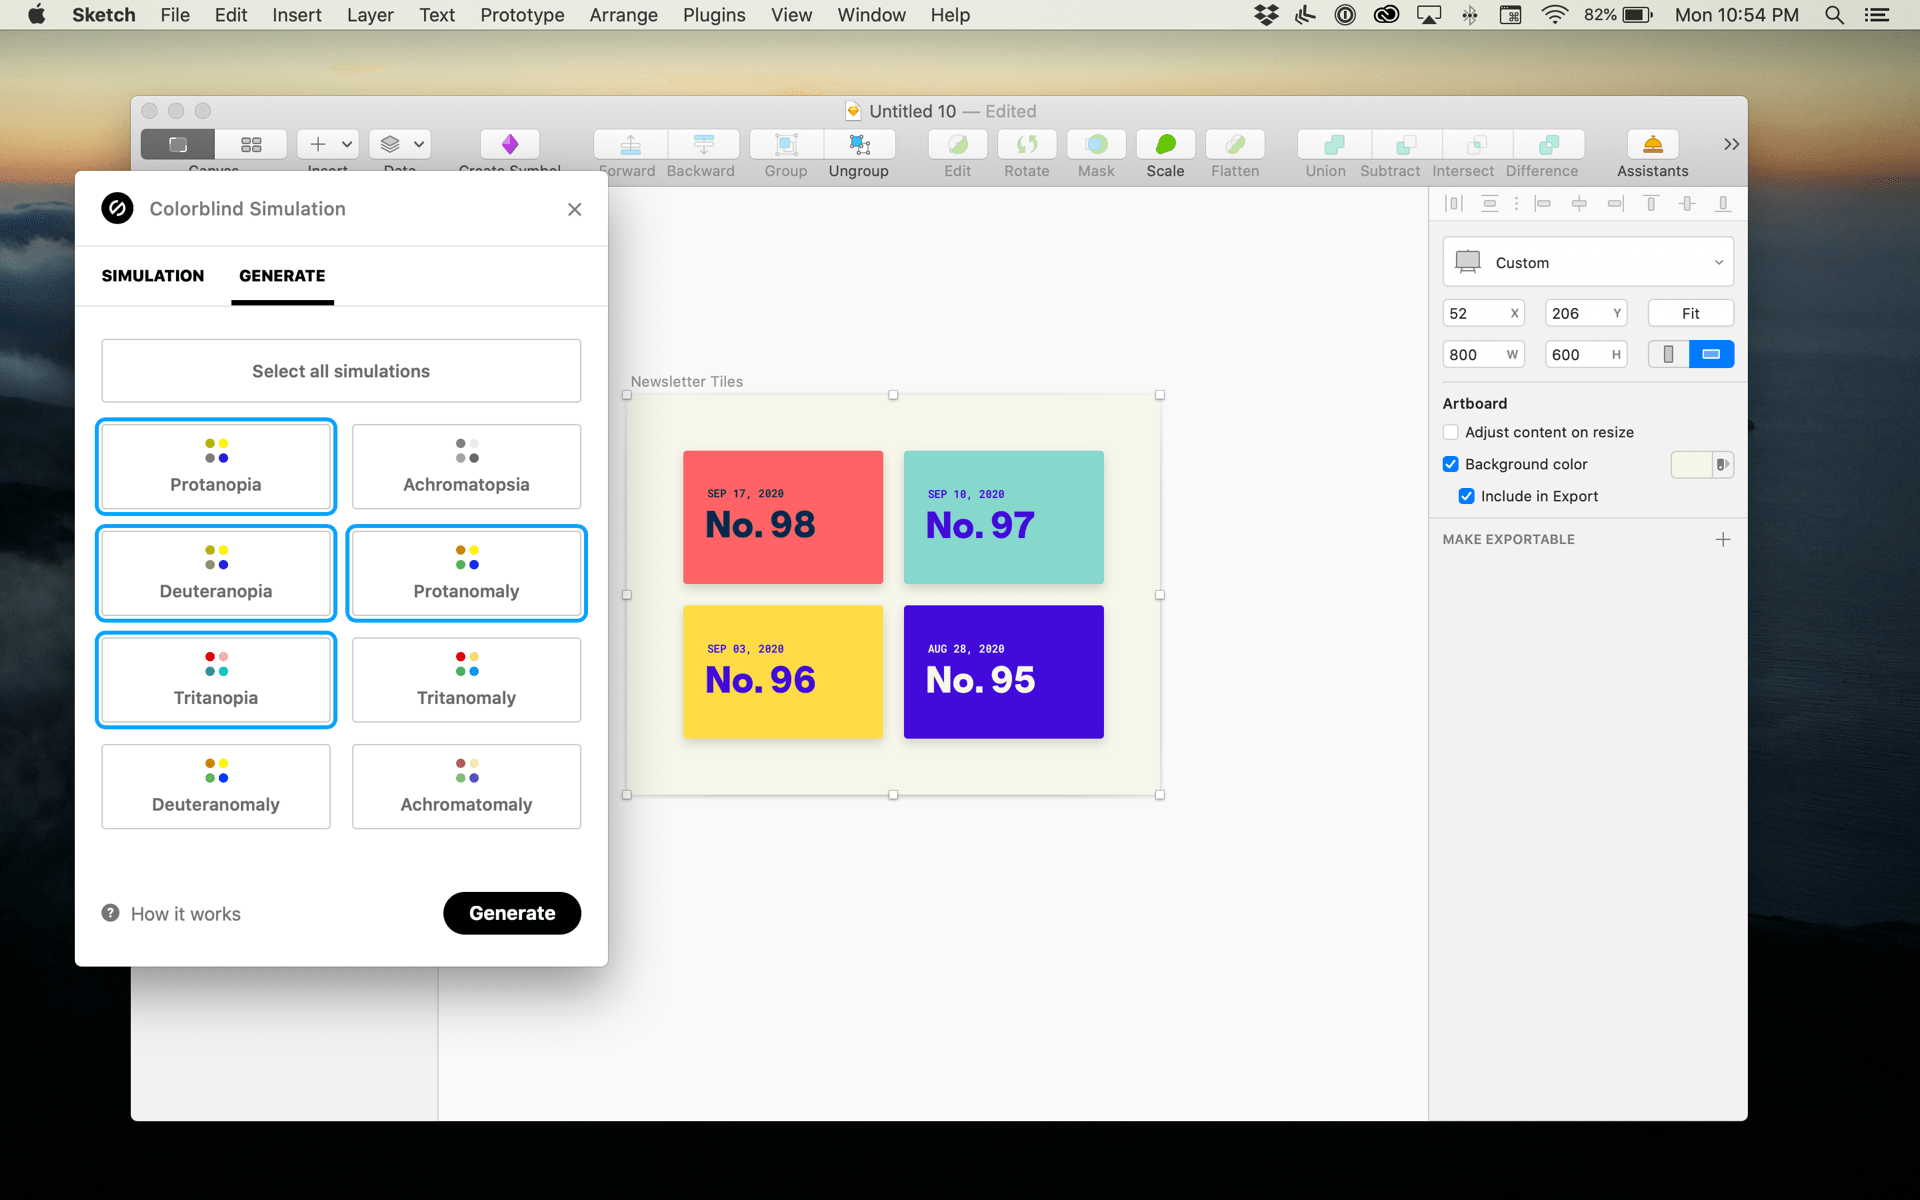 Sketch File Edit Insert Layer Text Prototype Arrange Plugins View Window Help 82% Mon 10:54 PM
Untitled 10 — Edited
Canvas Insert Data Create Symbol Forward Backward Group Ungroup Edit Rotate Mask Scale Flatten Union Subtract Intersect Difference Assistants
Colorblind Simulation
SIMULATION GENERATE
Select all simulations
Protanopia Achromatopsia
Deuteranopia Protanomaly
Tritanopia Tritanomaly
Deuteranomaly Achromatomaly
? How it works
Generate
Newsletter Tiles
SEP 17, 2020
No. 98
SEP 10, 2020
No. 97
SEP 03, 2020
No. 96
AUG 28, 2020
No. 95
Custom
52 X 206 Y Fit
800 W 600 H
Artboard
Adjust content on resize
Background color
Include in Export
MAKE EXPORTABLE